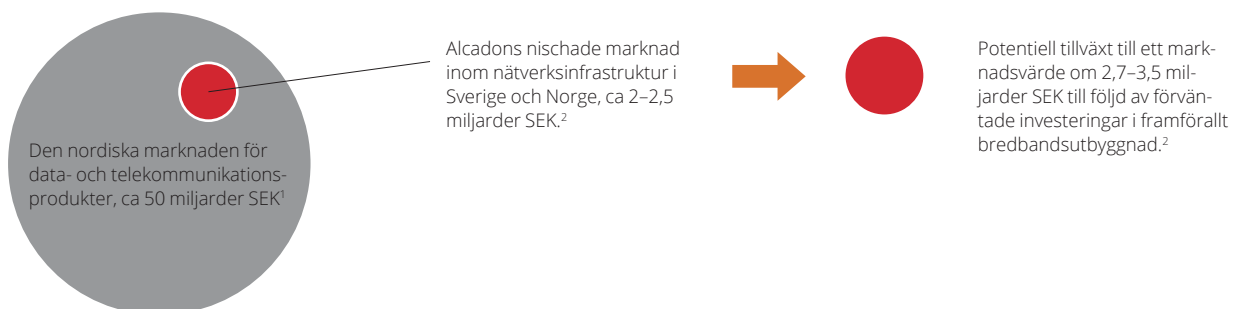 Den nordiska marknaden för
data- och telekommunikations-
produkter, ca 50 miljarder SEK¹
Alcadons nischade marknad
inom nätverksinfrastruktur i
Sverige och Norge, ca 2–2,5
miljarder SEK.²
Potentiell tillväxt till ett mark-
nadsvärde om 2,7–3,5 mil-
jarder SEK till följd av förvän-
tade investeringar i framförallt
bredbandsutbyggnad.²